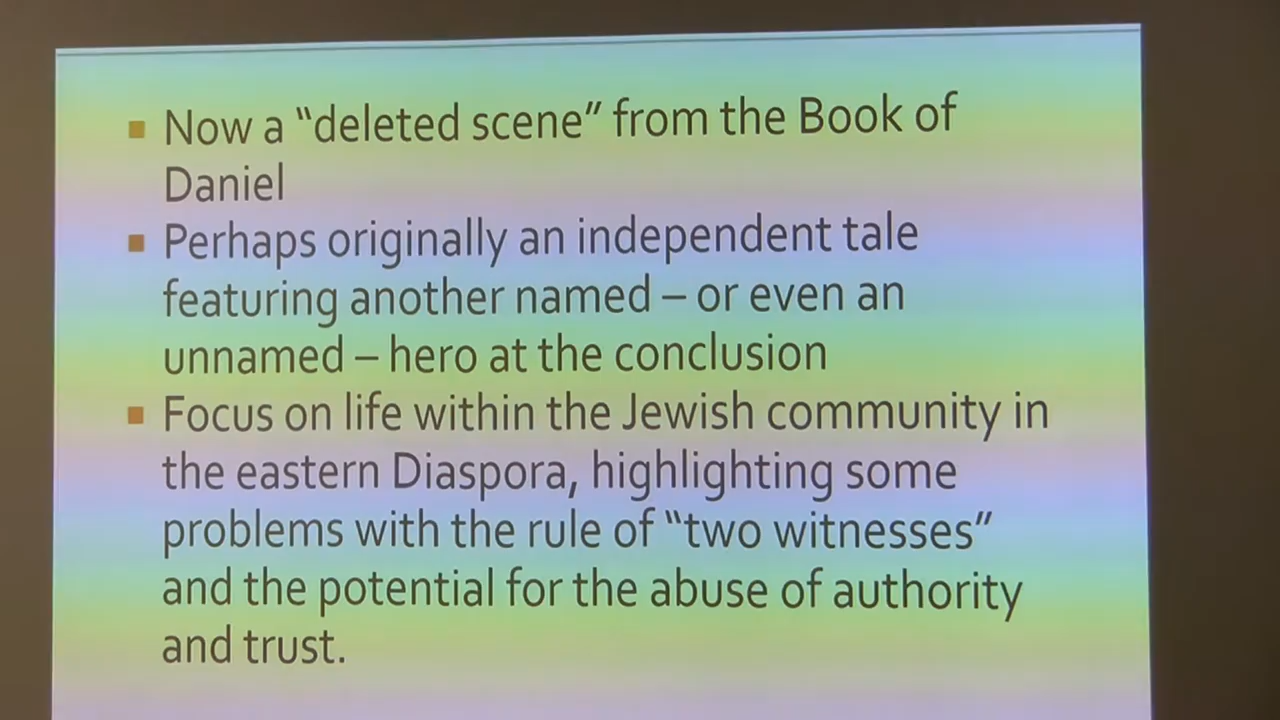 ▪ Now a “deleted scene” from the Book of
Daniel
▪ Perhaps originally an independent tale
featuring another named – or even an
unnamed – hero at the conclusion
▪ Focus on life within the Jewish community in
the eastern Diaspora, highlighting some
problems with the rule of “two witnesses”
and the potential for the abuse of authority
and trust.